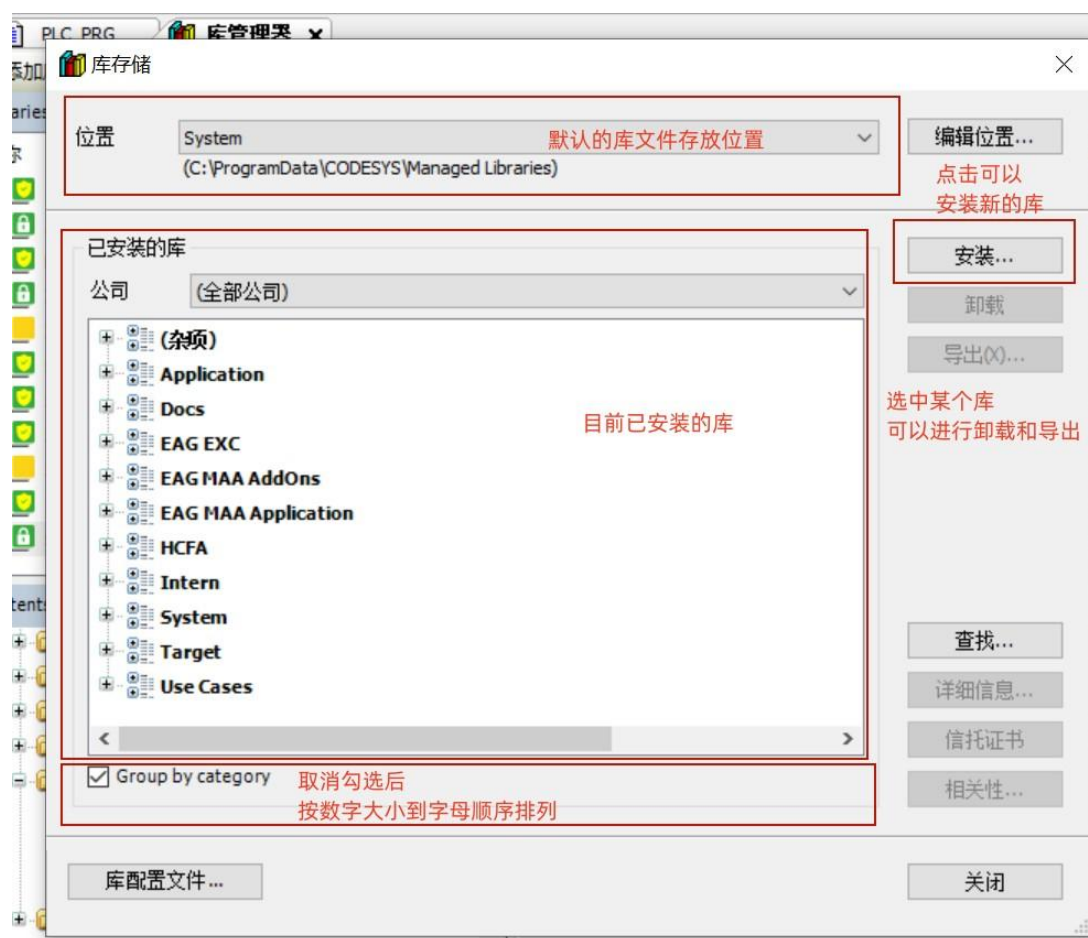 PLC_PRG
库管理器
添加
库存储
aries
位置
System
默认的库文件存放位置
编辑位置...
(C:\ProgramData\CODESYS\Managed Libraries)
点击可以
安装新的库
已安装的库
安装...
公司
(全部公司)
卸载
(杂项)
导出(X)...
Application
Docs
选中某个库
目前已安装的库
可以进行卸载和导出
EAG EXC
EAG MAA AddOns
EAG MAA Application
HCFA
Intern
tents
System
查找...
Target
Use Cases
详细信息...
信托证书
Group by category
取消勾选后
相关性...
按数字大小到字母顺序排列
库配置文件...
关闭